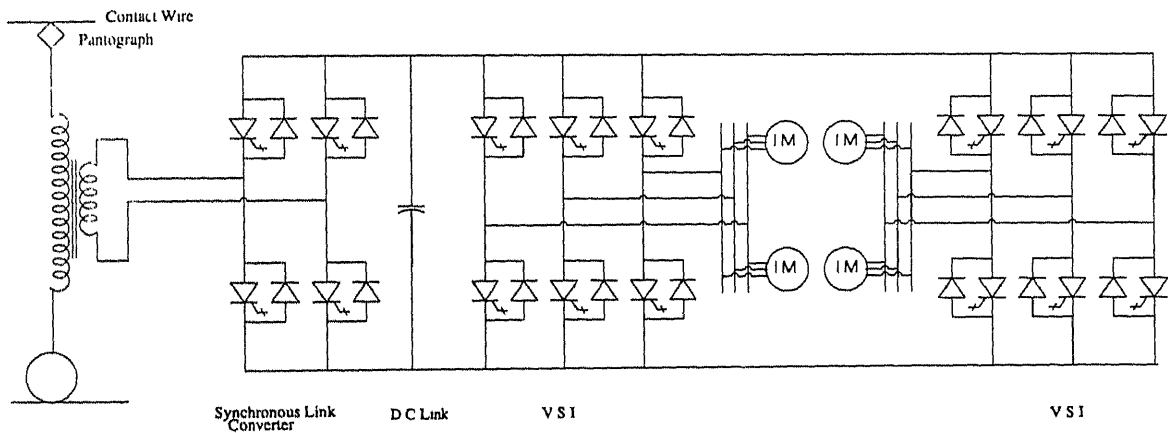 Contact Wire
Pantograph
IM
IM
IM
IM
Synchronous Link
Converter
D C Link
V S I
V S I